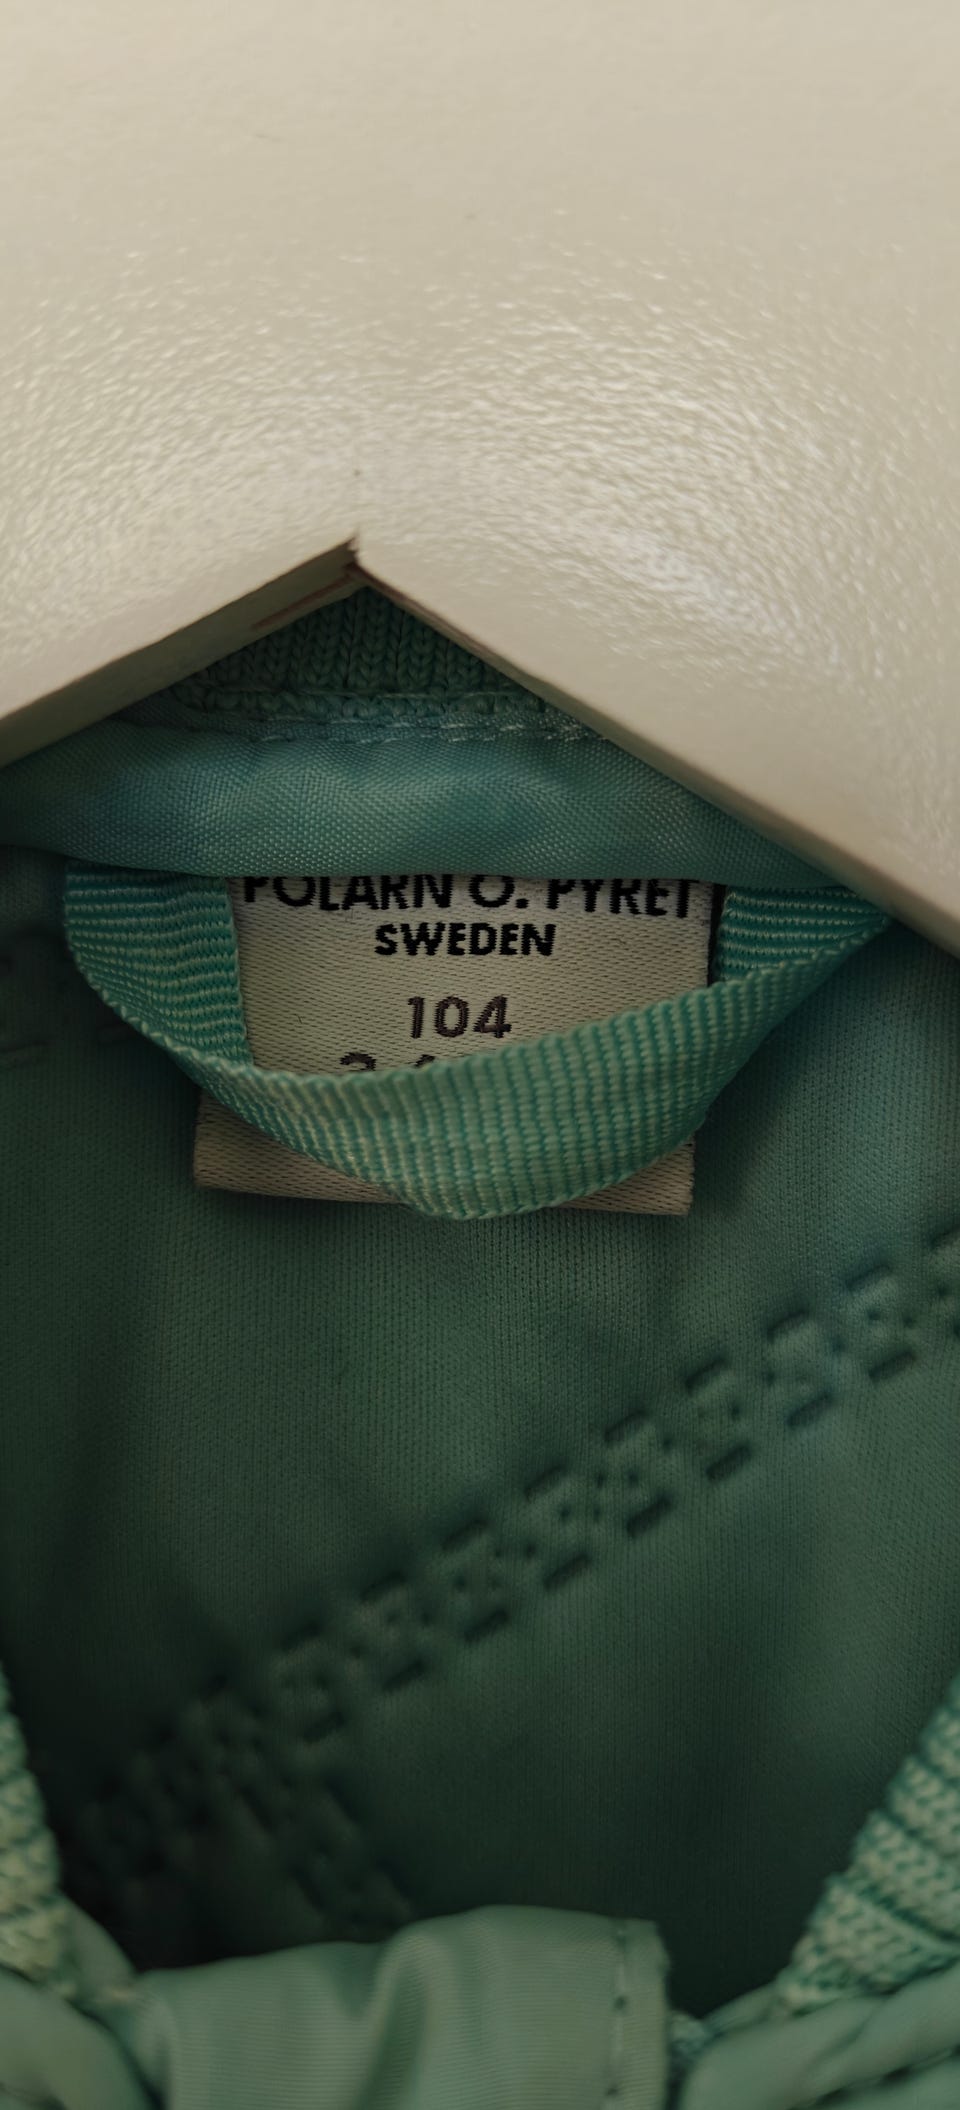 POLARN O. PYRET
SWEDEN
104